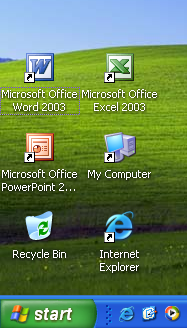 Microsoft Office
Word 2003
Microsoft Office
Excel 2003
Microsoft Office
PowerPoint 2...
My Computer
Recycle Bin
Internet
Explorer
start